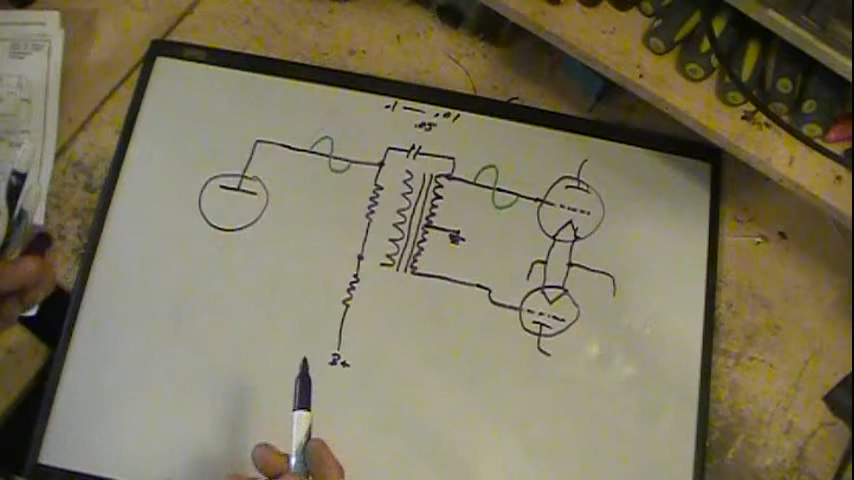 .1 — .01
.05
B+